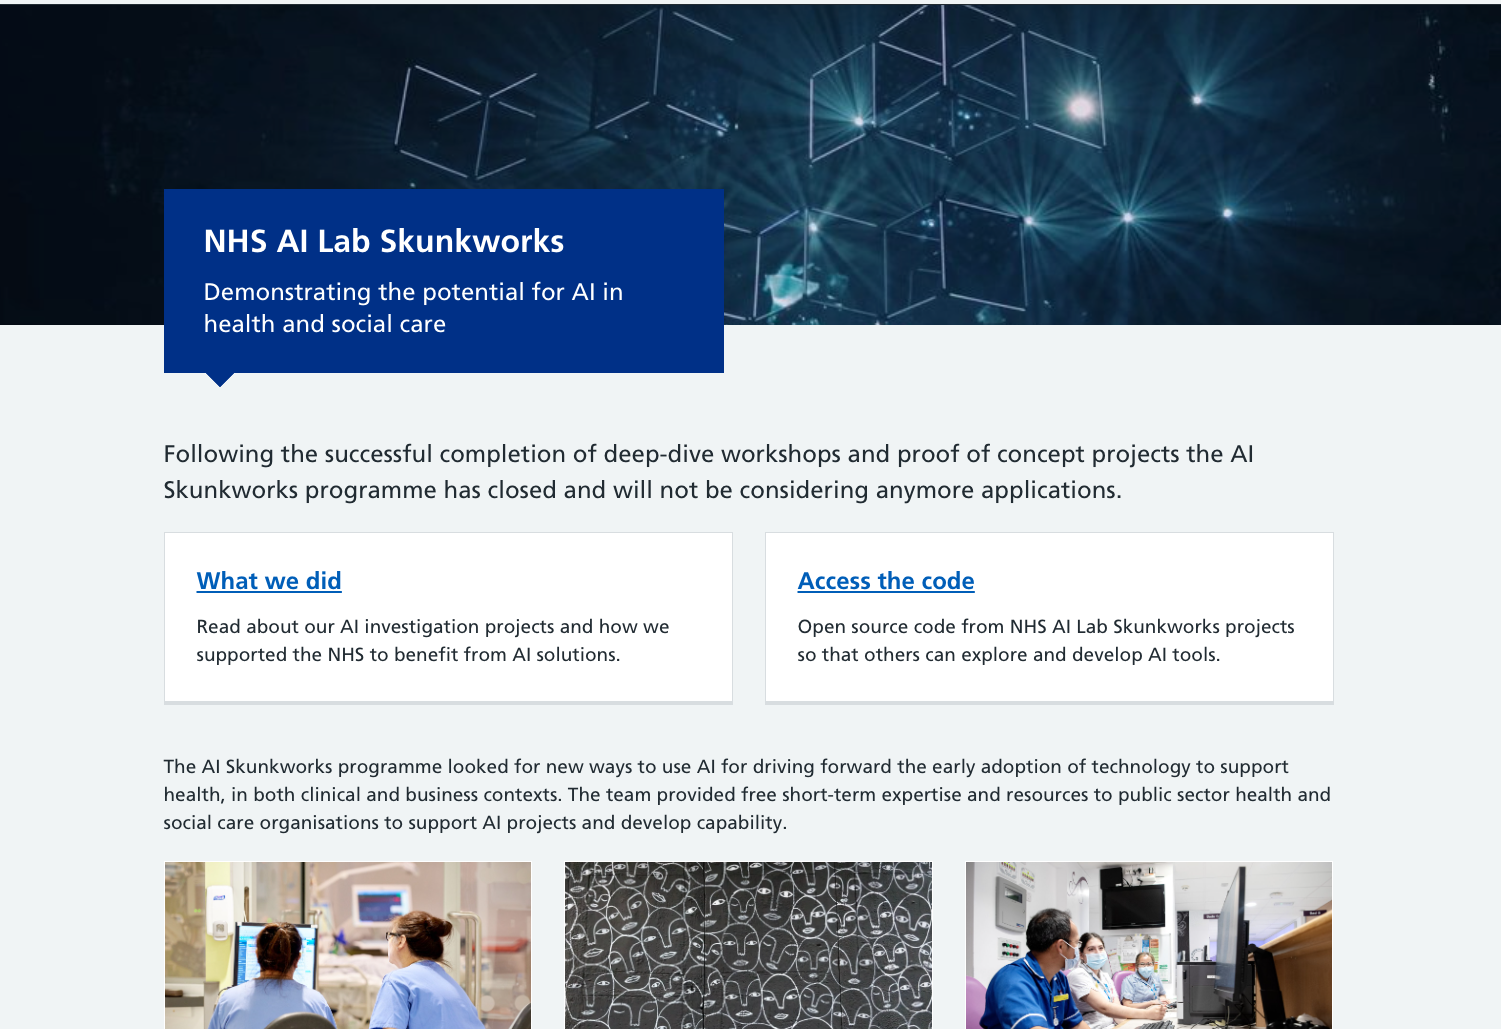 NHS AI Lab Skunkworks
Demonstrating the potential for AI in
health and social care
Following the successful completion of deep-dive workshops and proof of concept projects the AI
Skunkworks programme has closed and will not be considering anymore applications.
What we did
Read about our AI investigation projects and how we
supported the NHS to benefit from AI solutions.
Access the code
Open source code from NHS AI Lab Skunkworks projects
so that others can explore and develop AI tools.
The AI Skunkworks programme looked for new ways to use AI for driving forward the early adoption of technology to support
health, in both clinical and business contexts. The team provided free short-term expertise and resources to public sector health and
social care organisations to support AI projects and develop capability.